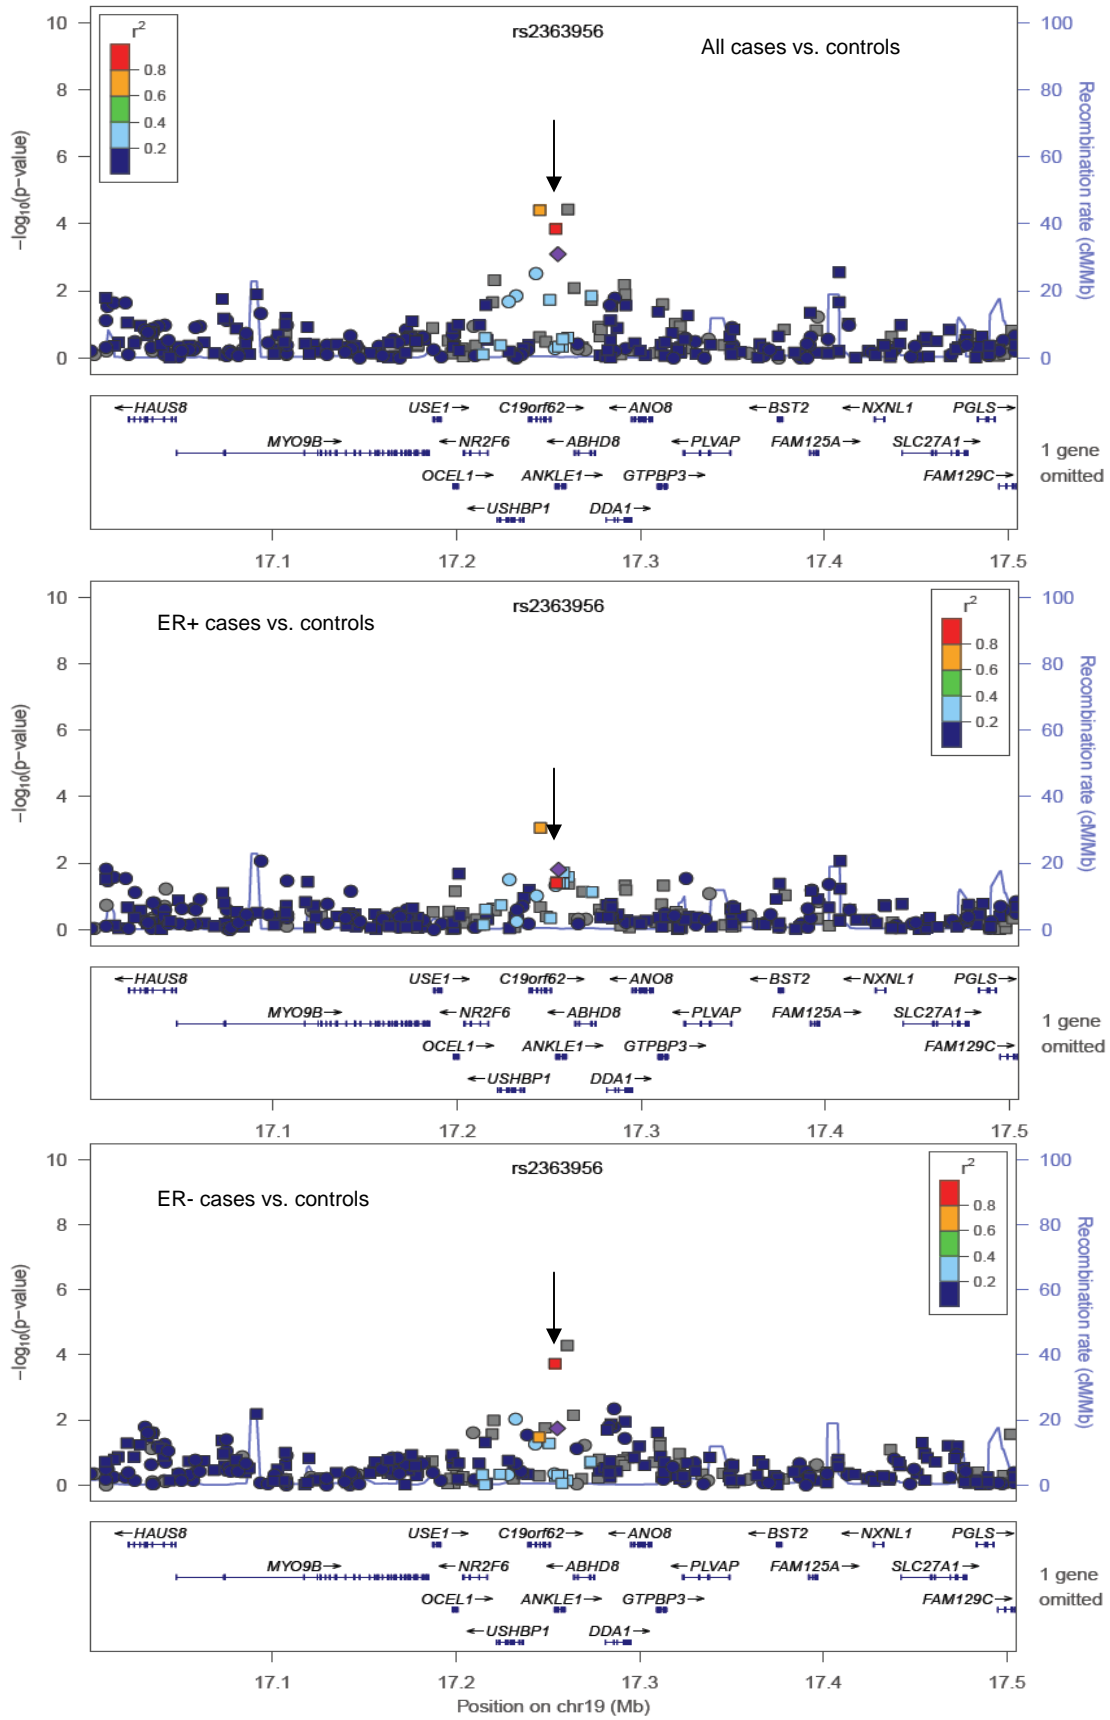 rs2363956
All cases vs. controls
r2
0.8
0.6
0.4
0.2
10
8
6
4
2
0
−log10(p−value)
100
80
60
40
20
0
Recombination rate (cM/Mb)
←HAUS8 USE1→ C19orf62→ ←ANO8 ←BST2 ←NXNL1 PGLS→
MYO9B→ ←NR2F6 ←ABHD8 ←PLVAP FAM125A→ SLC27A1→
OCEL1→ ANKLE1→ GTPBP3→ FAM129C→
←USHBP1 DDA1→
1 gene
omitted
17.1 17.2 17.3 17.4 17.5
rs2363956
ER+ cases vs. controls
r2
0.8
0.6
0.4
0.2
10
8
6
4
2
0
−log10(p−value)
100
80
60
40
20
0
Recombination rate (cM/Mb)
←HAUS8 USE1→ C19orf62→ ←ANO8 ←BST2 ←NXNL1 PGLS→
MYO9B→ ←NR2F6 ←ABHD8 ←PLVAP FAM125A→ SLC27A1→
OCEL1→ ANKLE1→ GTPBP3→ FAM129C→
←USHBP1 DDA1→
1 gene
omitted
17.1 17.2 17.3 17.4 17.5
rs2363956
ER- cases vs. controls
r2
0.8
0.6
0.4
0.2
10
8
6
4
2
0
−log10(p−value)
100
80
60
40
20
0
Recombination rate (cM/Mb)
←HAUS8 USE1→ C19orf62→ ←ANO8 ←BST2 ←NXNL1 PGLS→
MYO9B→ ←NR2F6 ←ABHD8 ←PLVAP FAM125A→ SLC27A1→
OCEL1→ ANKLE1→ GTPBP3→ FAM129C→
←USHBP1 DDA1→
1 gene
omitted
17.1 17.2 17.3 17.4 17.5
Position on chr19 (Mb)